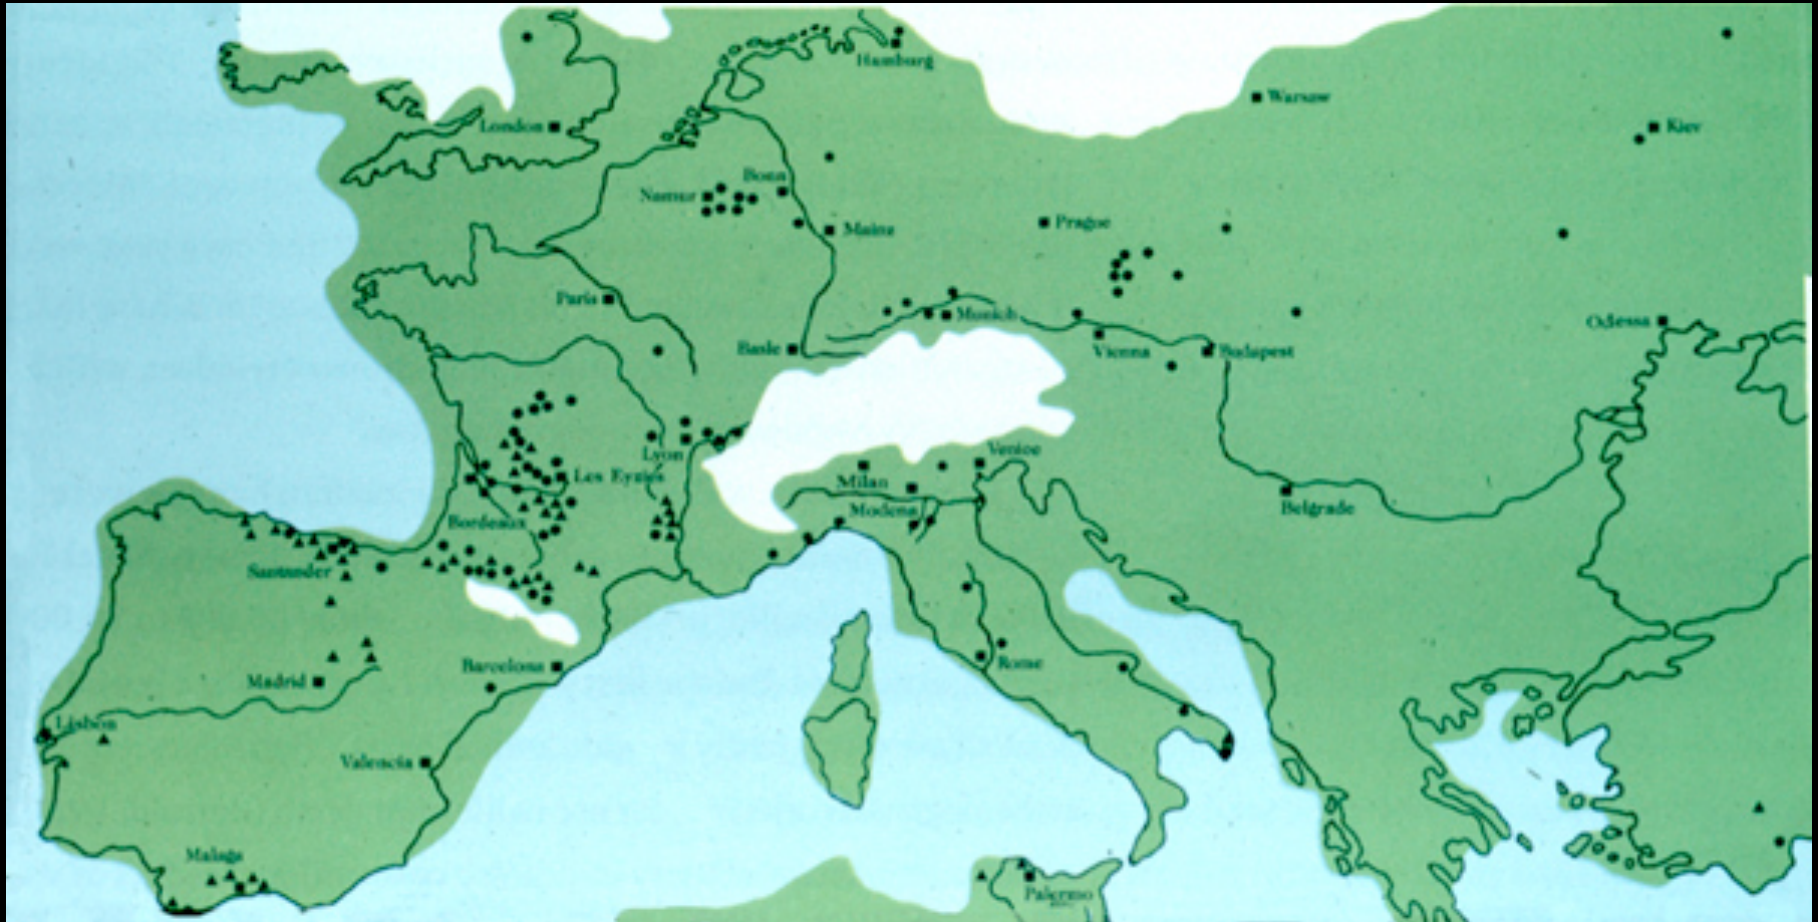 Hamburg
Warsaw
London
Kiev
Bonn
Namur
Mainz
Prague
Paris
Munich
Odessa
Basle
Vienna
Budapest
Lyon
Venice
Les Eyzies
Milan
Modena
Belgrade
Bordeaux
Santander
Rome
Barcelona
Madrid
Lisbon
Valencia
Malaga
Palermo